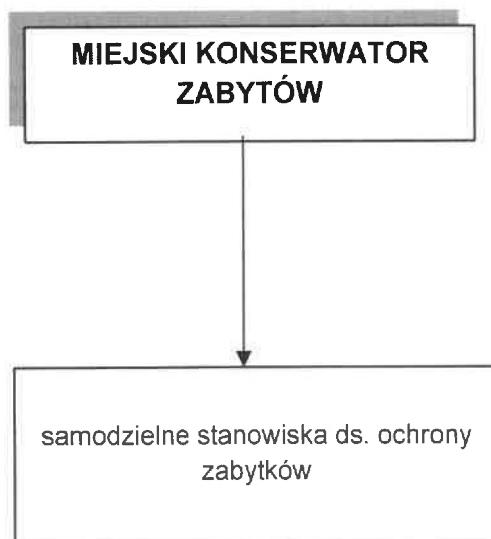 MIEJSKI KONSERWATOR
ZABYTÓW
samodzielne stanowiska ds. ochrony
zabytków